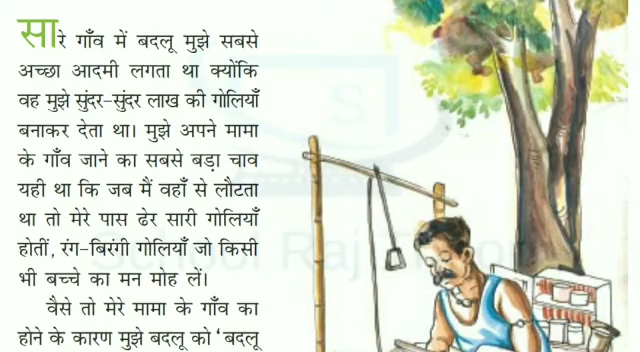 सारे गाँव में बदलू मुझे सबसे
अच्छा आदमी लगता था क्योंकि
वह मुझे सुंदर-सुंदर लाख की गोलियाँ
बनाकर देता था। मुझे अपने मामा
के गाँव जाने का सबसे बड़ा चाव
यही था कि जब मैं वहाँ से लौटता
था तो मेरे पास ढेर सारी गोलियाँ
होतीं, रंग-बिरंगी गोलियाँ जो किसी
भी बच्चे का मन मोह लें।
वैसे तो मेरे मामा के गाँव का
होने के कारण मुझे बदलू को 'बदलू